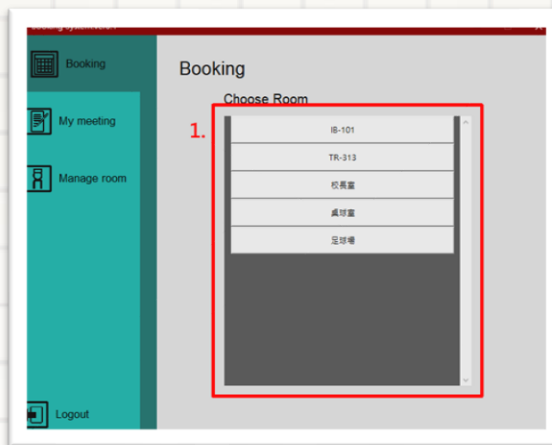 Booking
My meeting
Manage room
Logout
Booking
Choose Room
1.
IB-101
TR-313
校長室
桌球室
足球場